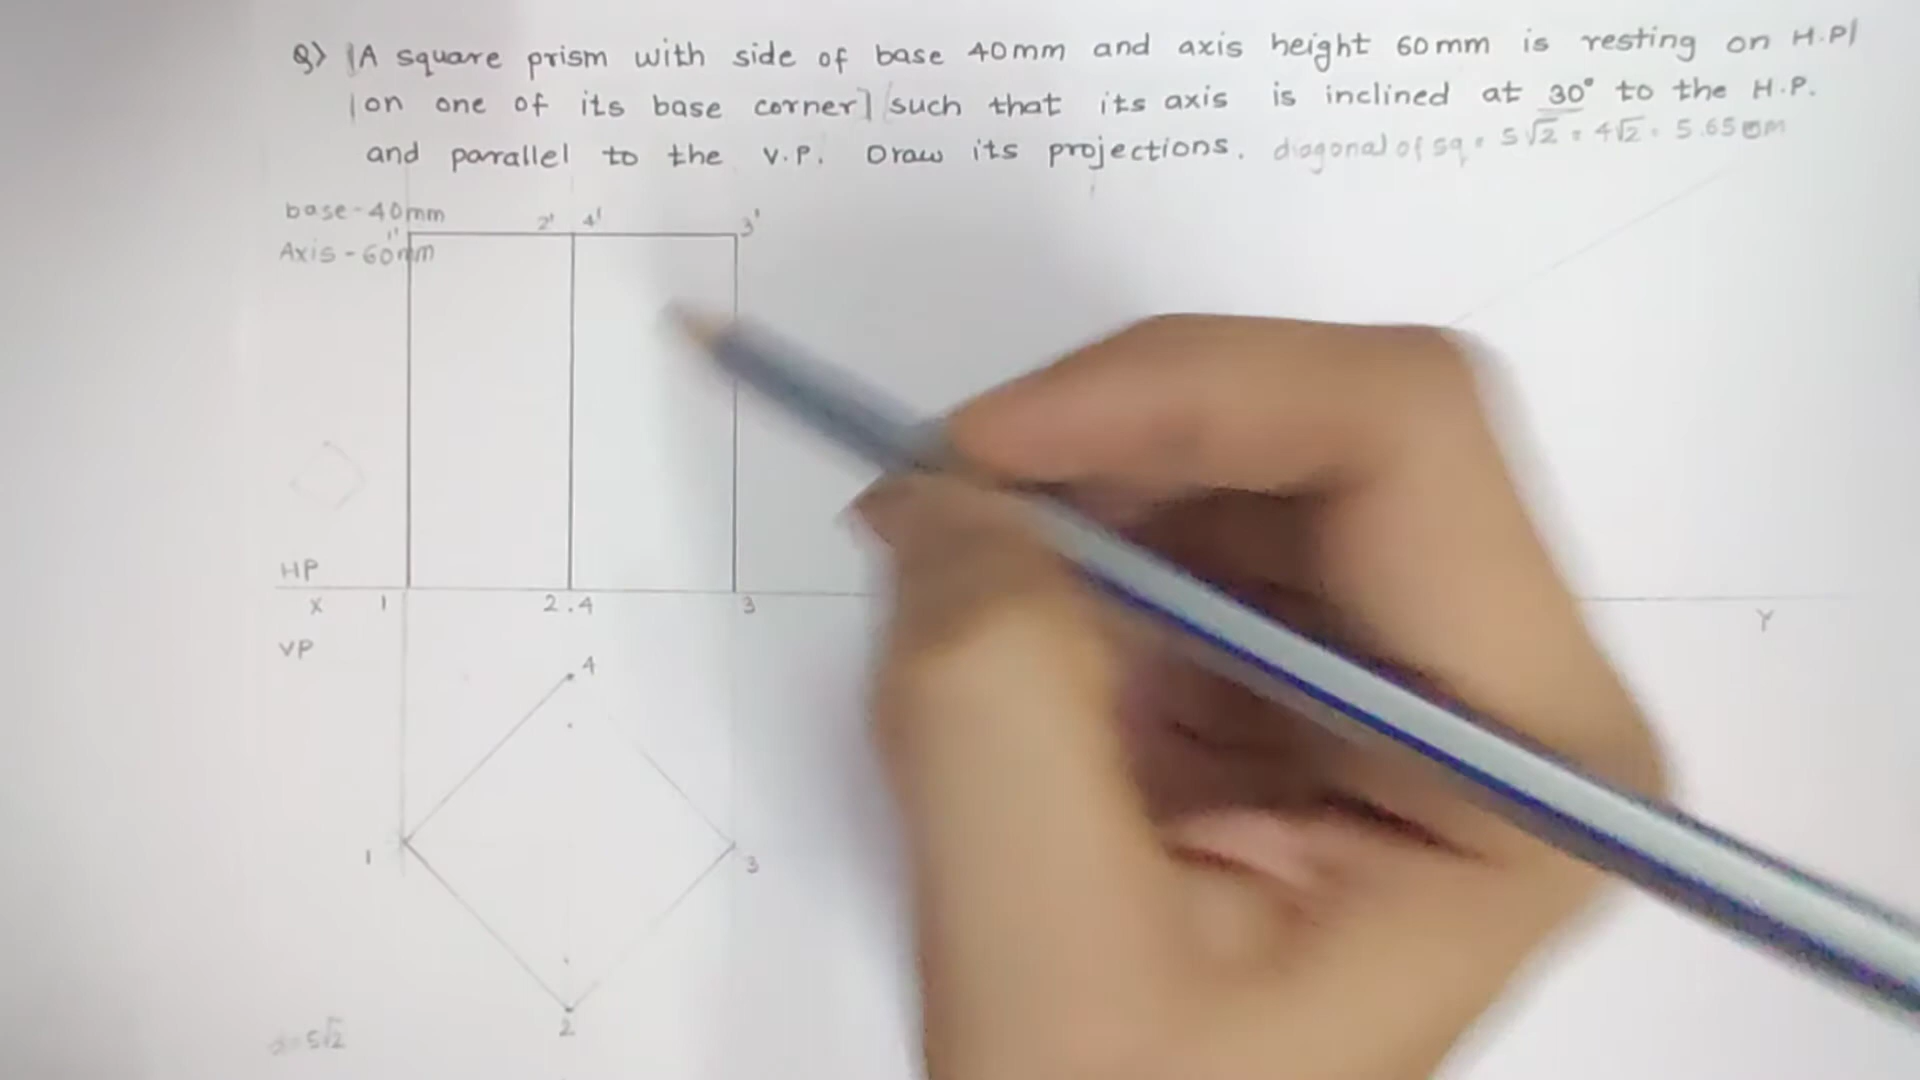 Q) A square prism with side of base 40mm and axis height 60mm is resting on H.P
on one of its base corner] such that its axis is inclined at 30° to the H.P.
and parallel to the V.P. Draw its projections. diagonal of sq = S√2 = 4√2 = 5.65 cm
base - 40mm
Axis - 60mm
1' 2' 4' 3'
HP
X 1 2.4 3 Y
VP
4
1 3
2
= S√2